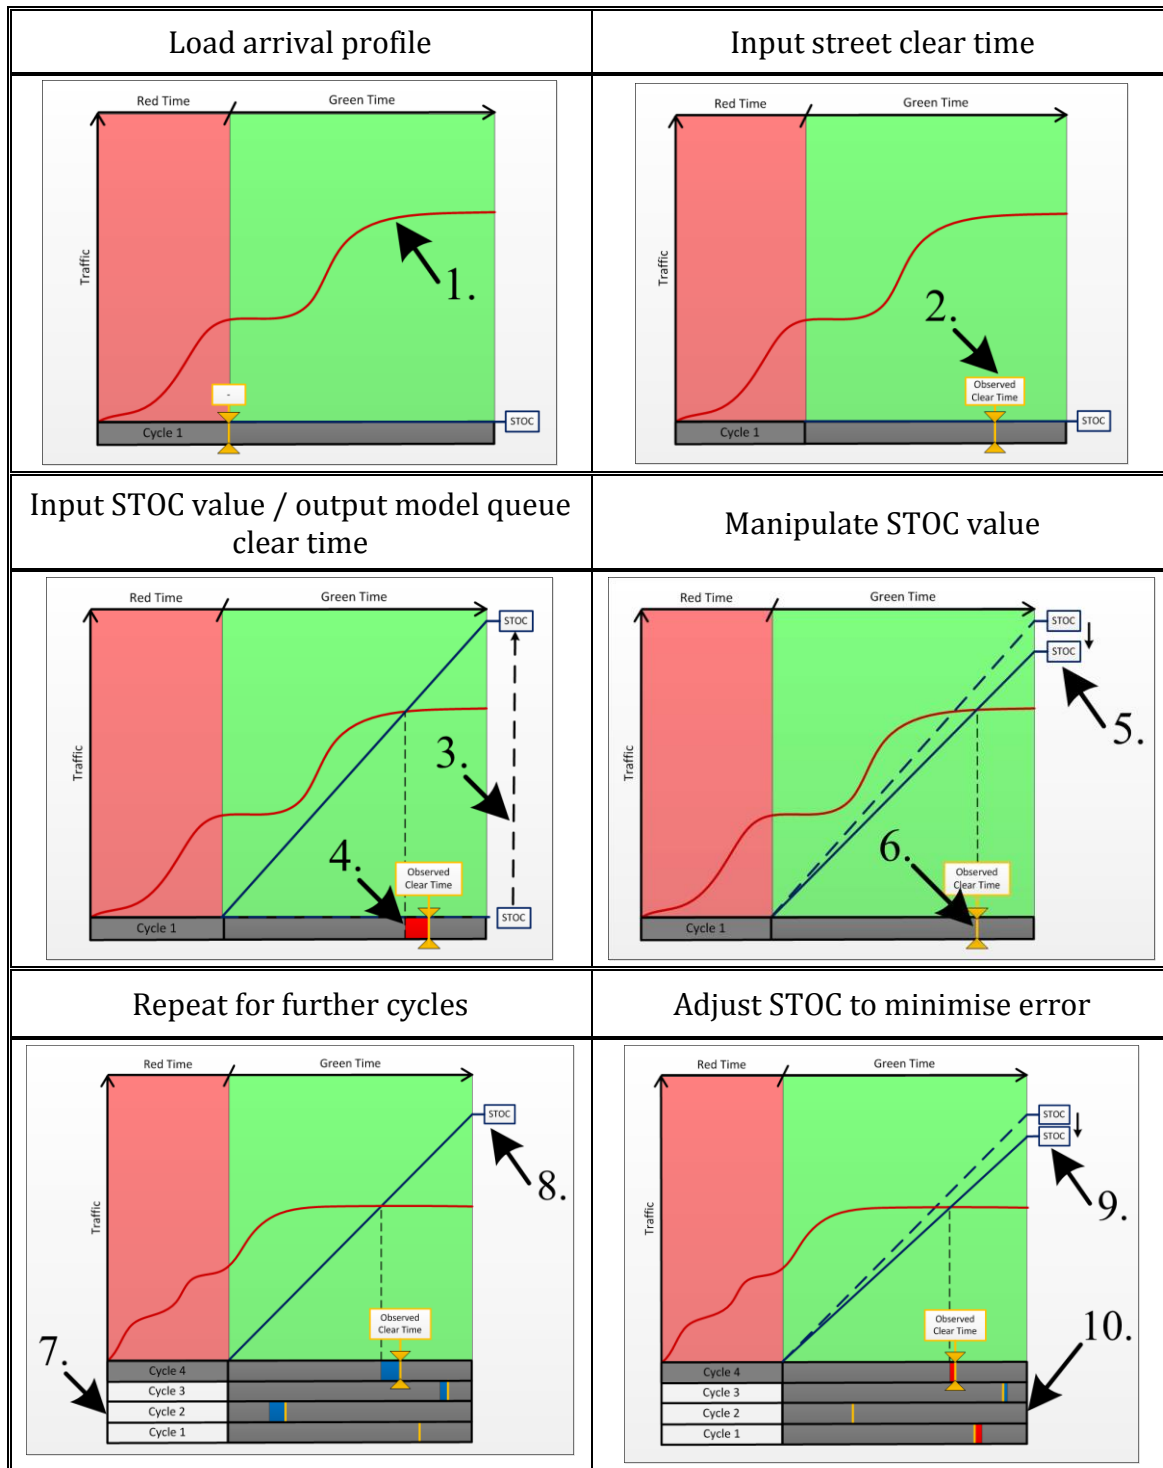 Load arrival profile
Input street clear time
Red Time
Green Time
Traffic
1.
-
STOC
Cycle 1
Red Time
Green Time
Traffic
2.
Observed
Clear Time
STOC
Cycle 1
Input STOC value / output model queue
clear time
Manipulate STOC value
Red Time
Green Time
STOC
Traffic
3.
4.
Observed
Clear Time
STOC
Cycle 1
Red Time
Green Time
STOC
STOC
5.
Traffic
6.
Observed
Clear Time
Cycle 1
Repeat for further cycles
Adjust STOC to minimise error
Red Time
Green Time
STOC
8.
Traffic
Observed
Clear Time
7.
Cycle 4
Cycle 3
Cycle 2
Cycle 1
Red Time
Green Time
STOC
STOC
9.
Traffic
Observed
Clear Time
10.
Cycle 4
Cycle 3
Cycle 2
Cycle 1